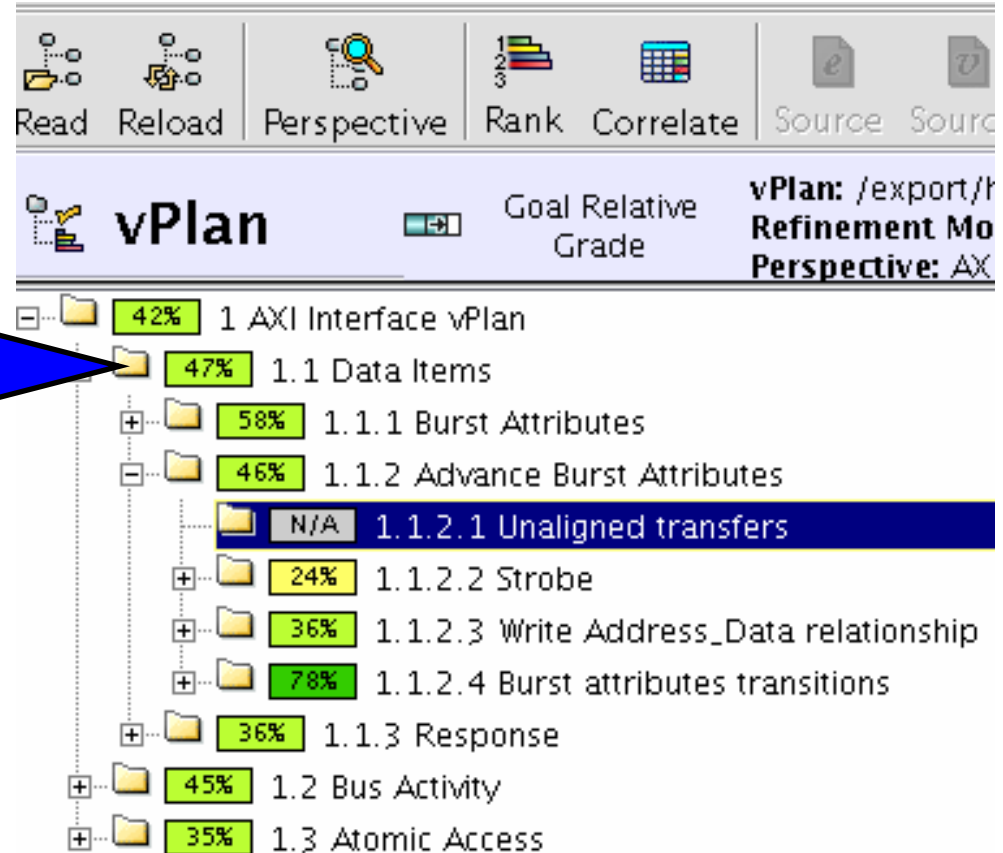 Read Reload Perspective Rank Correlate Source Sourc
vPlan
Goal Relative
Grade
vPlan: /export/h
Refinement Mo
Perspective: AX
42% 1 AXI Interface vPlan
47% 1.1 Data Items
58% 1.1.1 Burst Attributes
46% 1.1.2 Advance Burst Attributes
N/A 1.1.2.1 Unaligned transfers
24% 1.1.2.2 Strobe
36% 1.1.2.3 Write Address_Data relationship
78% 1.1.2.4 Burst attributes transitions
36% 1.1.3 Response
45% 1.2 Bus Activity
35% 1.3 Atomic Access